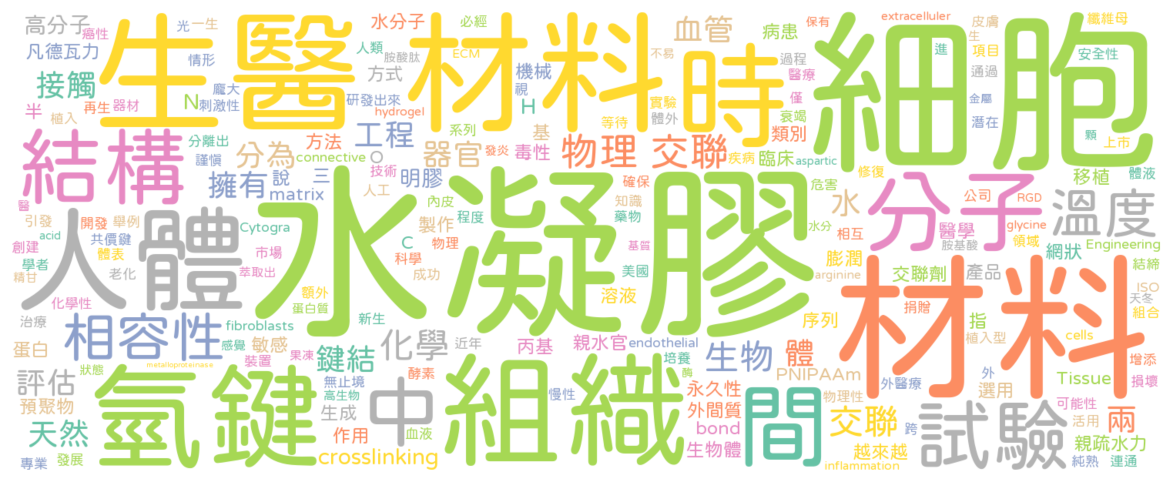 高分子
癌性
光
一生
凡德瓦力
情形
接觸
龐大
N
刺激性
半
再生
器材
植入
生醫材料
時
細胞
水分子
人類
胺酸肽
必經
ECM
方式
機械
視
研發出來
hydrogel
系列
不易
等待
血管
病患
過程
醫療
僅
H
實驗
體外
衰竭
類別
extracelluler
保有
皮膚
生
項目
進
通過
金屬
潛在
纖維母
安全性
顆
上市
結構
分離出
謹慎
分為
connective
O
方法
三
工程
器官
基
發炎
毒性
物理
交聯
疾病
臨床
aspartic
修復
移植
體液
擁有
說
matrix
技術
人工
明膠
內皮
確保
知識
藥物
危害
分子
公司
RGD
醫學
胺基酸
glycine
領域
溫度
醫
引發
開發
舉例
acid
共價鍵
創建
體表
學者
老化
精甘
萃取出
Cytogra
市場
人體
水凝膠
製作
程度
C
物理
科學
成功
基質
美國
水
水分
相互
膨潤
arginine
網狀
Engineering
結締
交聯劑
產品
ISO
天冬
組合
化學性
額外
蛋白質
溶液
捐贈
指
植入型
治療
相容性
fibroblasts
新生
感覺
敏感
化學
近年
丙基
親水官
endothelial
生物
體
序列
材料
cells
增添
蛋白
狀態
metalloproteinase
裝置
果凍
鍵結
酵素
培養
酶
PNIPAAm
外
選用
Tissue
損壞
評估
預聚物
無止境
高生物
慢性
永久性
物理性
外醫療
可能性
天然
氫鍵
生成
中
組織
外間質
bond
間
交聯
跨
試驗
活用
兩
親疏水力
專業
發展
作用
血液
crosslinking
生物體
越來越
inflammation
純熟
連通